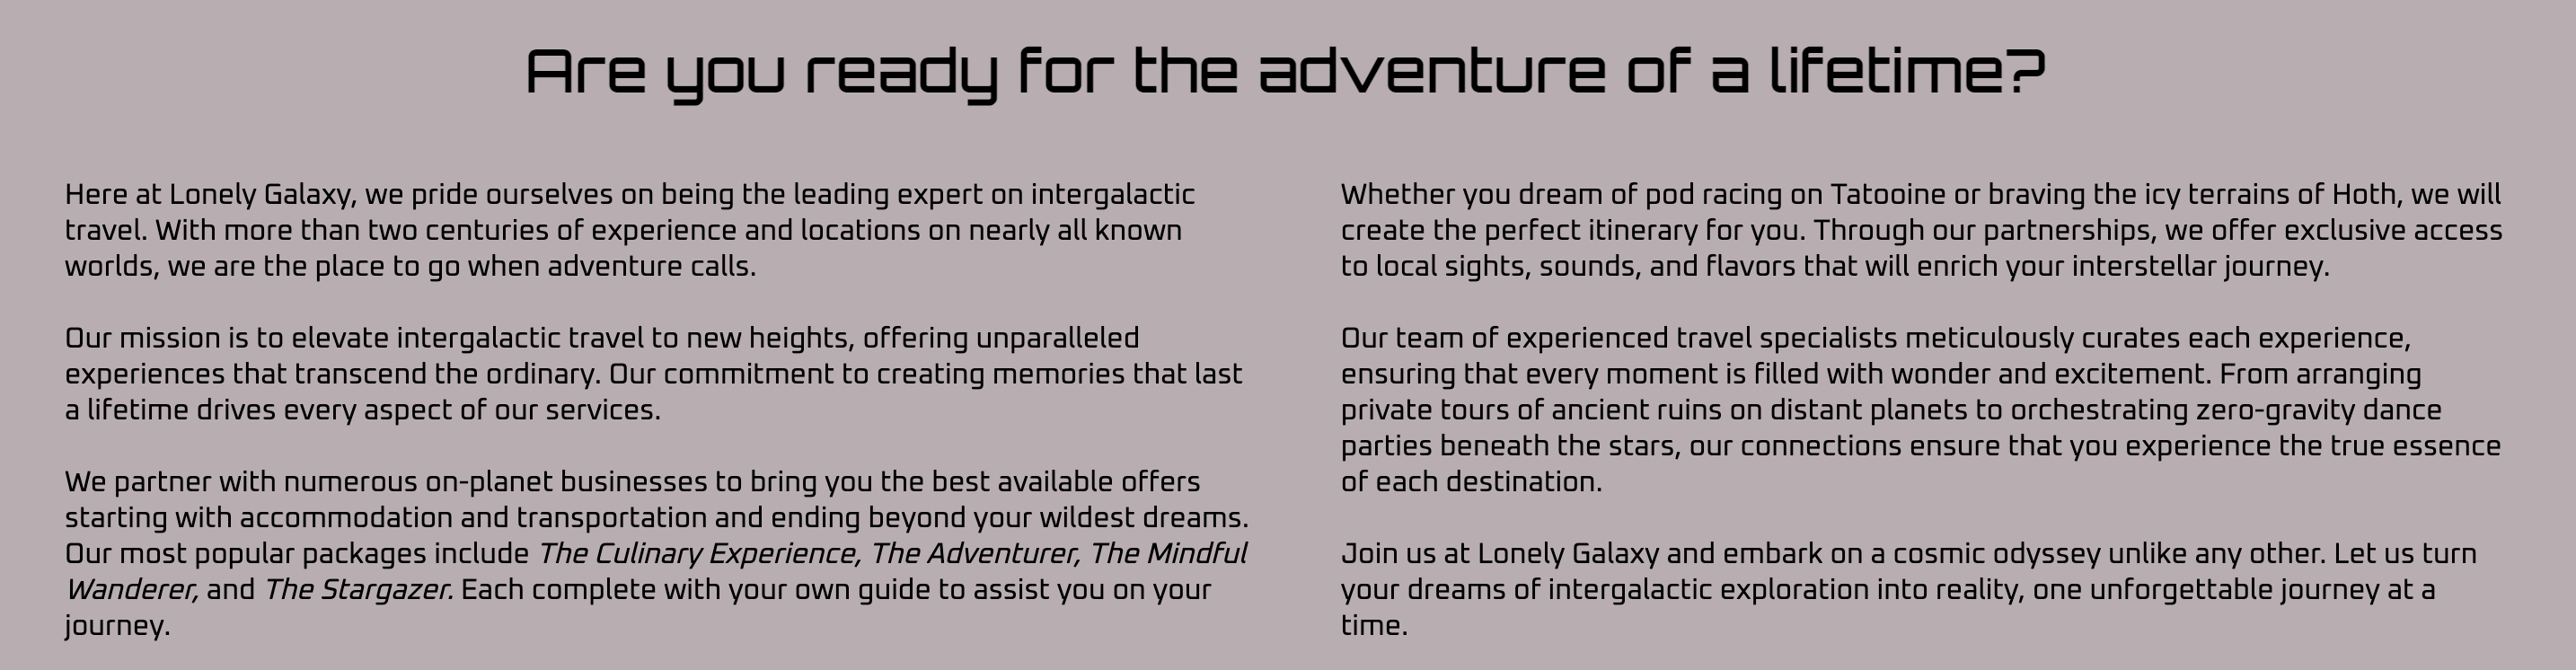 Are you ready for the adventure of a lifetime?
Here at Lonely Galaxy, we pride ourselves on being the leading expert on intergalactic
travel. With more than two centuries of experience and locations on nearly all known
worlds, we are the place to go when adventure calls.
Our mission is to elevate intergalactic travel to new heights, offering unparalleled
experiences that transcend the ordinary. Our commitment to creating memories that last
a lifetime drives every aspect of our services.
We partner with numerous on-planet businesses to bring you the best available offers
starting with accommodation and transportation and ending beyond your wildest dreams.
Our most popular packages include The Culinary Experience, The Adventurer, The Mindful
Wanderer, and The Stargazer. Each complete with your own guide to assist you on your
journey.
Whether you dream of pod racing on Tatooine or braving the icy terrains of Hoth, we will
create the perfect itinerary for you. Through our partnerships, we offer exclusive access
to local sights, sounds, and flavors that will enrich your interstellar journey.
Our team of experienced travel specialists meticulously curates each experience,
ensuring that every moment is filled with wonder and excitement. From arranging
private tours of ancient ruins on distant planets to orchestrating zero-gravity dance
parties beneath the stars, our connections ensure that you experience the true essence
of each destination.
Join us at Lonely Galaxy and embark on a cosmic odyssey unlike any other. Let us turn
your dreams of intergalactic exploration into reality, one unforgettable journey at a
time.